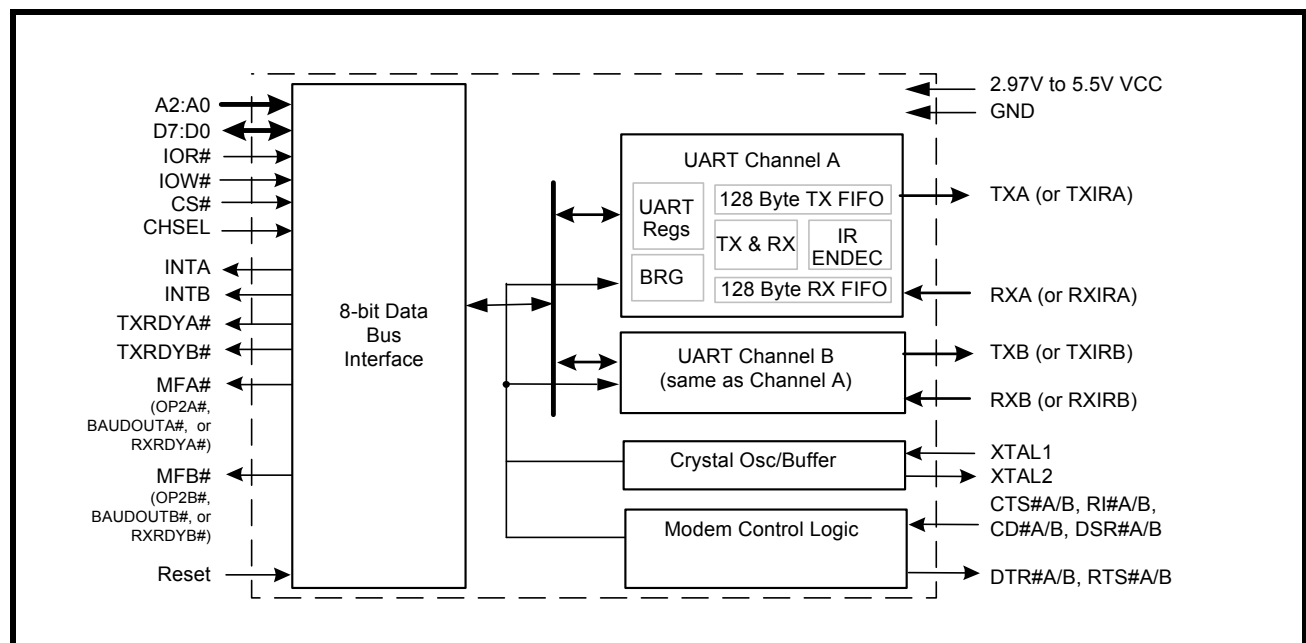 A2:A0
D7:D0
IOR#
IOW#
CS#
CHSEL
INTA
INTB
TXRDYA#
TXRDYB#
MFA#
(OP2A#,
BAUDOUTA#, or
RXRDYA#)
MFB#
(OP2B#,
BAUDOUTB#, or
RXRDYB#)
Reset
8-bit Data
Bus
Interface
UART Channel A
UART
Regs
BRG
128 Byte TX FIFO
TX & RX
IR
ENDEC
128 Byte RX FIFO
UART Channel B
(same as Channel A)
Crystal Osc/Buffer
Modem Control Logic
2.97V to 5.5V VCC
GND
TXA (or TXIRA)
RXA (or RXIRA)
TXB (or TXIRB)
RXB (or RXIRB)
XTAL1
XTAL2
CTS#A/B, RI#A/B,
CD#A/B, DSR#A/B
DTR#A/B, RTS#A/B